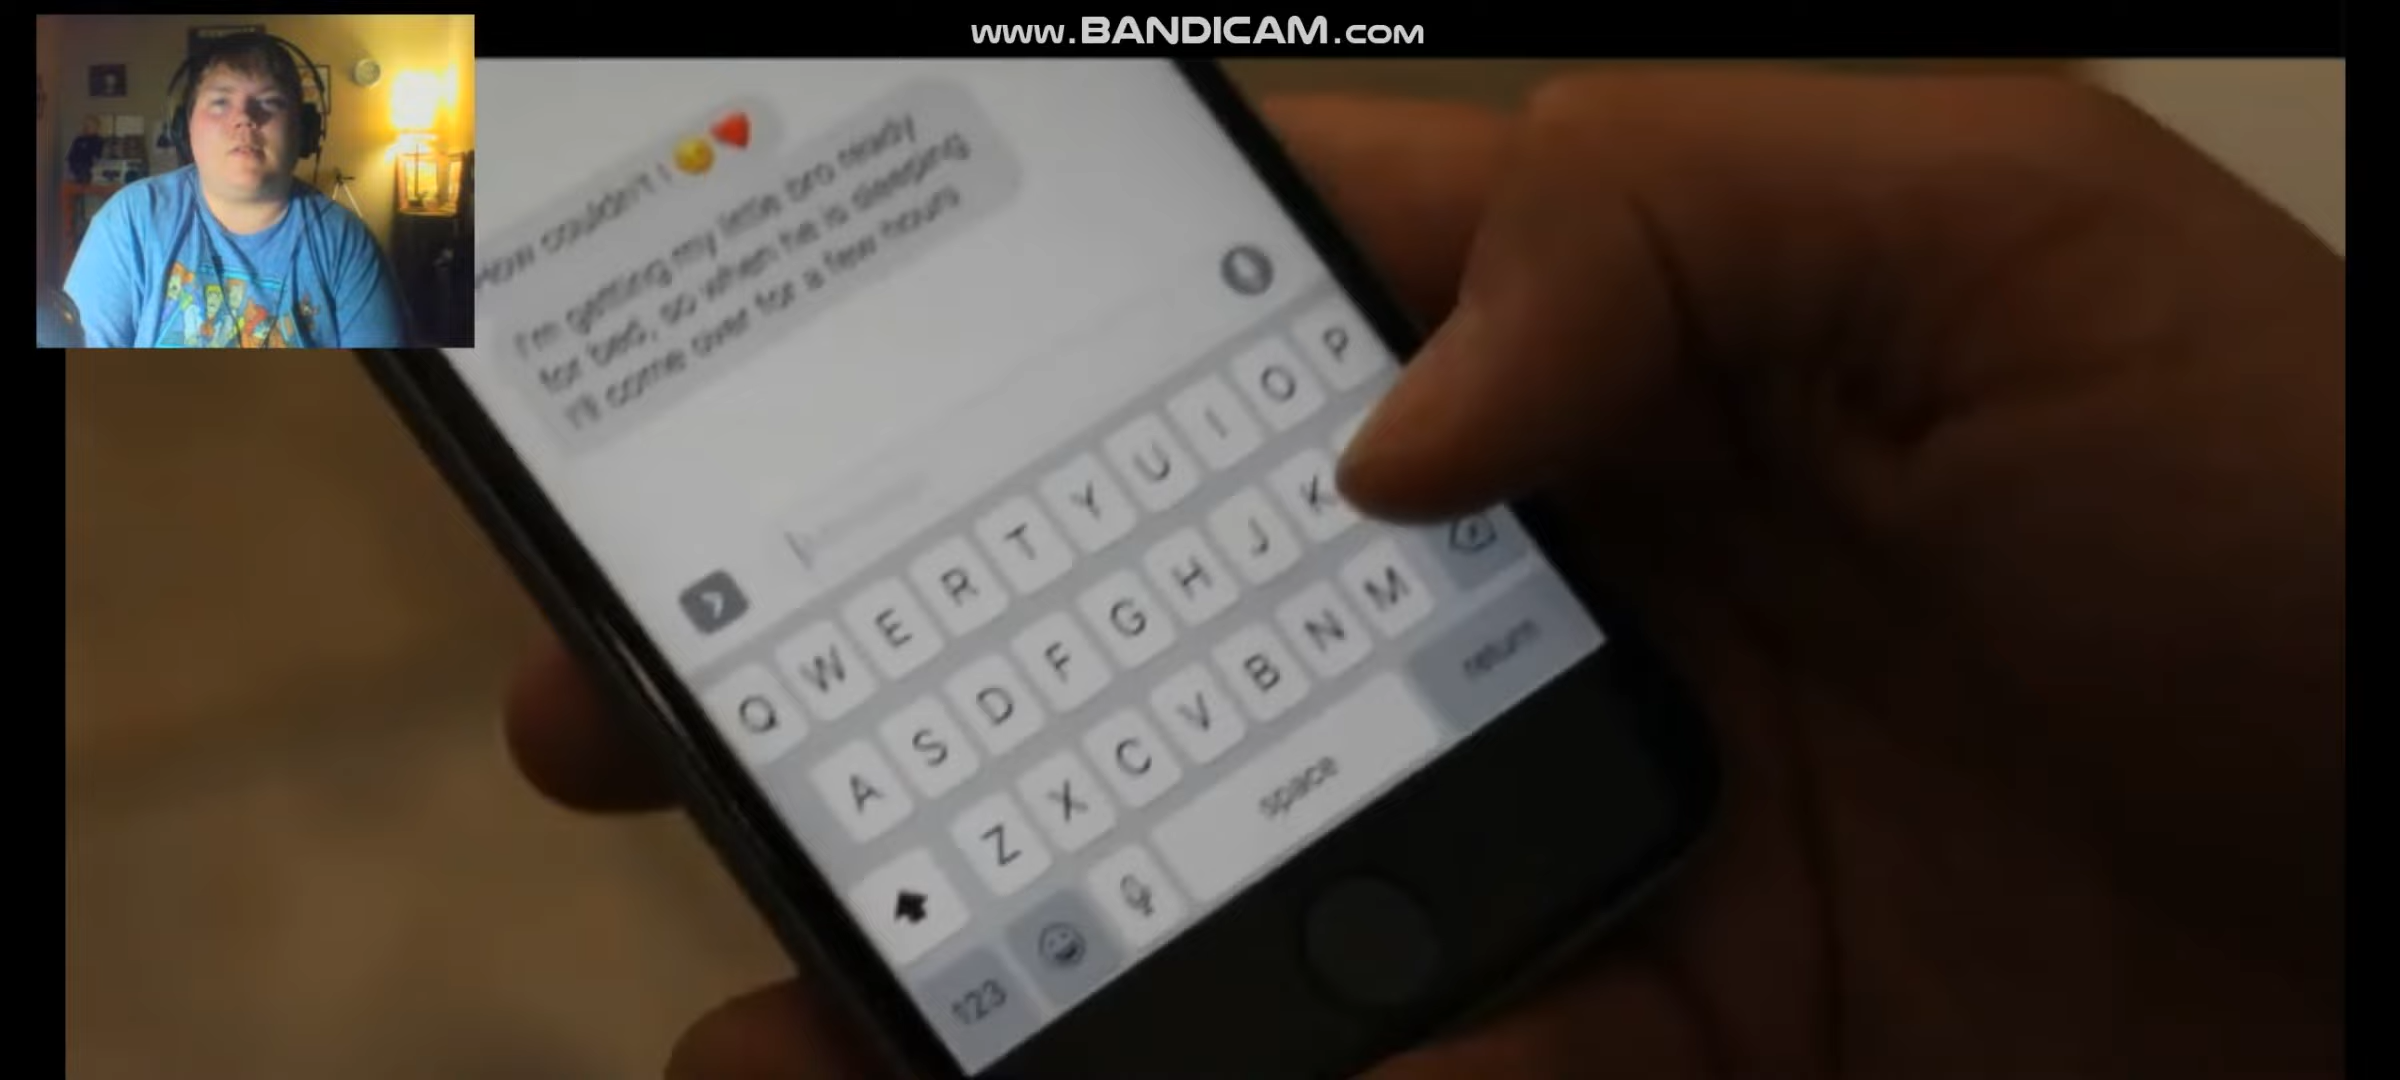 www.BANDICAM.com
How couldn't I 😘❤
I'm getting my little bro ready
for bed, so when he is sleeping
I'll come over for a few hours
Q W E R T Y U I O P
A S D F G H J K
Z X C V B N M
123 space return